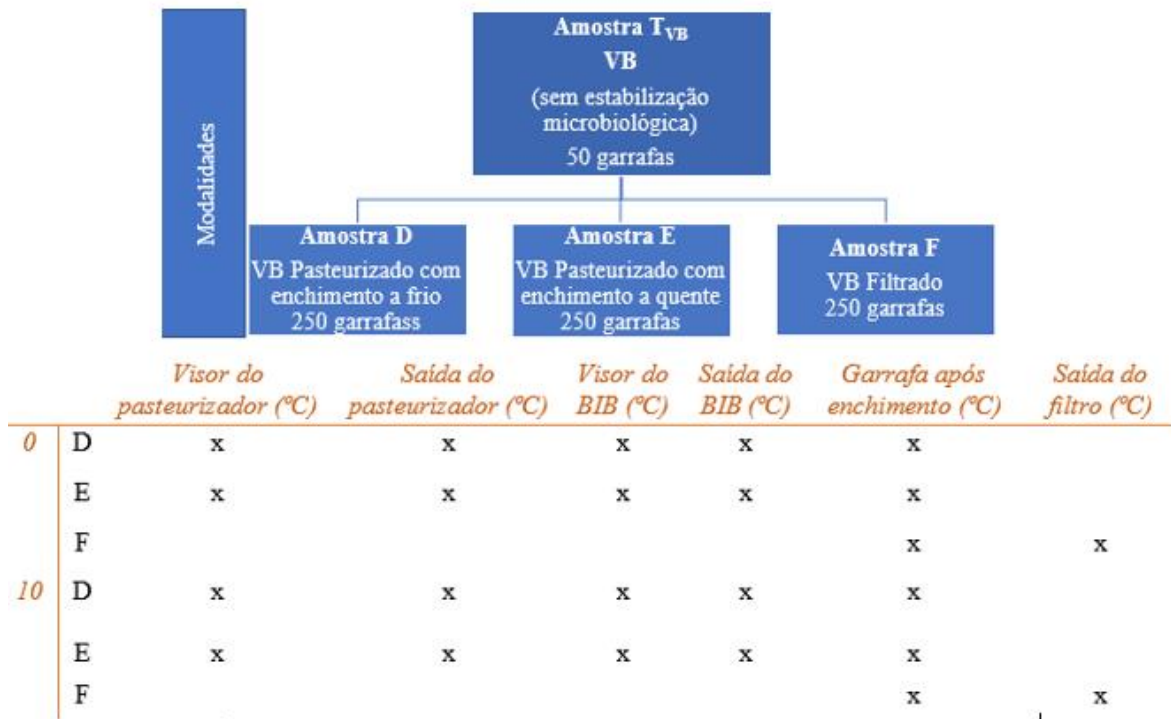 Modalidades
Amostra T_VB
VB
(sem estabilização
microbiológica)
50 garrafas
Amostra D
VB Pasteurizado com
enchimento a frio
250 garrafass
Amostra E
VB Pasteurizado com
enchimento a quente
250 garrafas
Amostra F
VB Filtrado
250 garrafas
Visor do pasteurizador (ºC) Saída do pasteurizador (ºC) Visor do BIB (ºC) Saída do BIB (ºC) Garrafa após enchimento (ºC) Saída do filtro (ºC)
0 D x x x x x
E x x x x x
F x x
10 D x x x x x
E x x x x x
F x x